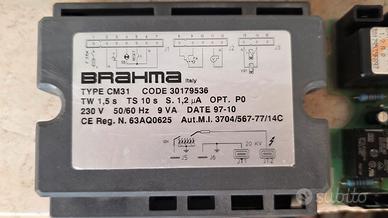 BRAHMA Italy
TYPE CM31 CODE 30179536
TW 1,5 s TS 10 s S. 1,2 µA OPT. P0
230 V 50/60 Hz 9 VA DATE 97-10
CE Reg. N. 63AQ0625 Aut.M.I. 3704/567-77/14C
20 KV
J5 J6 J11 J12
subito